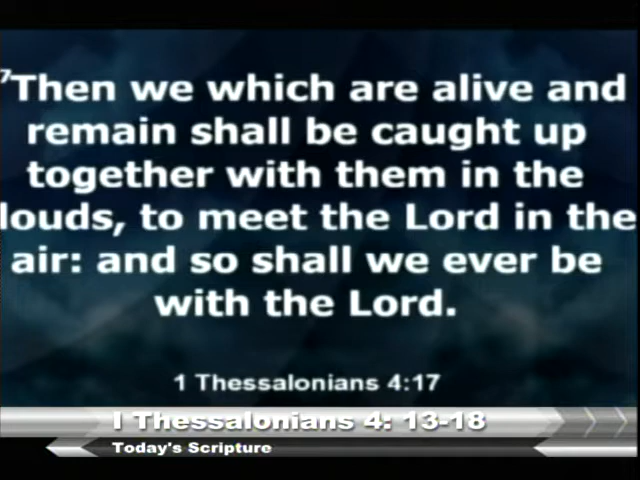 7Then we which are alive and
remain shall be caught up
together with them in the
louds, to meet the Lord in the
air: and so shall we ever be
with the Lord.
1 Thessalonians 4:17
I Thessalonians 4: 13-18
Today's Scripture